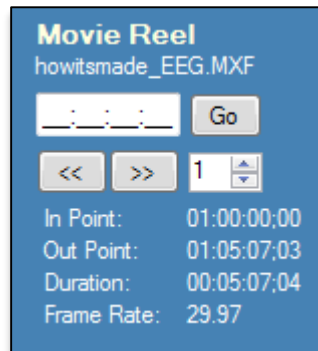 Movie Reel
howitsmade_EEG.MXF
__:__:__:__ Go
<< >> 1
In Point: 01:00:00;00
Out Point: 01:05:07;03
Duration: 00:05:07;04
Frame Rate: 29.97